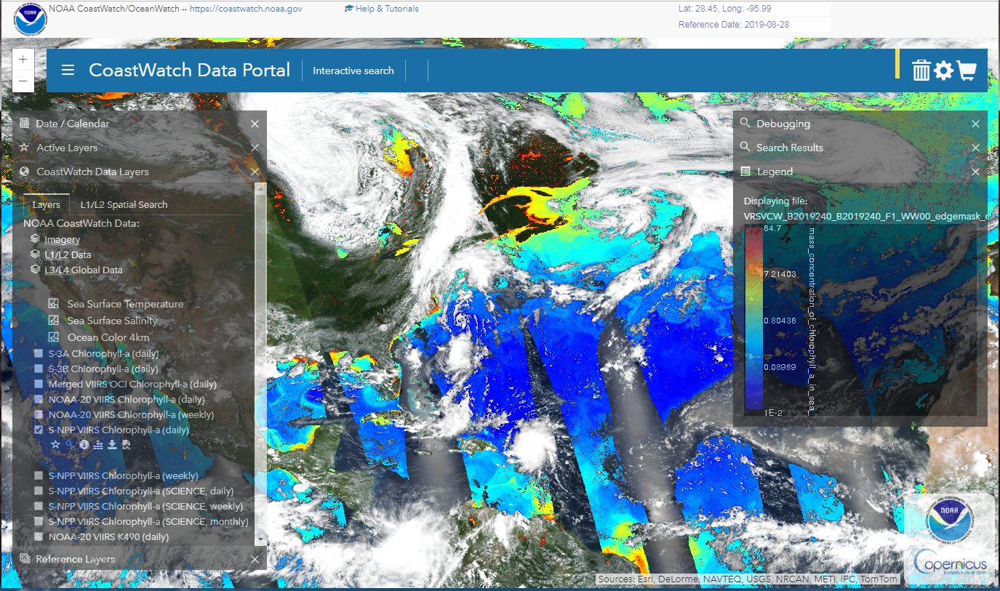 NOAA CoastWatch/OceanWatch -- https://coastwatch.noaa.gov
Help & Tutorials
Lat: 28.45, Long: -95.99
Reference Date: 2019-08-28
+
−
CoastWatch Data Portal
Interactive search
Date / Calendar
Active Layers
CoastWatch Data Layers
Layers
L1/L2 Spatial Search
NOAA CoastWatch Data:
Imagery
L1/L2 Data
L3/L4 Global Data
Sea Surface Temperature
Sea Surface Salinity
Ocean Color 4km
S-3A Chlorophyll-a (daily)
S-3B Chlorophyll-a (daily)
Merged VIIRS OCI Chlorophyll-a (daily)
NOAA-20 VIIRS Chlorophyll-a (daily)
NOAA-20 VIIRS Chlorophyll-a (weekly)
S-NPP VIIRS Chlorophyll-a (daily)
S-NPP VIIRS Chlorophyll-a (weekly)
S-NPP VIIRS Chlorophyll-a (SCIENCE, daily)
S-NPP VIIRS Chlorophyll-a (SCIENCE, weekly)
S-NPP VIIRS Chlorophyll-a (SCIENCE, monthly)
NOAA-20 VIIRS K490 (daily)
Reference Layers
Debugging
Search Results
Legend
Displaying file:
VRSVCW_B2019240_B2019240_F1_WW00_edgemask_
64.7
7.21403
0.80436
0.08969
1E-2
mass_concentration_of_chlorophyll_a_in_sea_
NOAA
NOAA
Copernicus
Europe's eyes on Earth
Sources: Esri, DeLorme, NAVTEQ, USGS, NRCAN, METI, iPC, TomTom